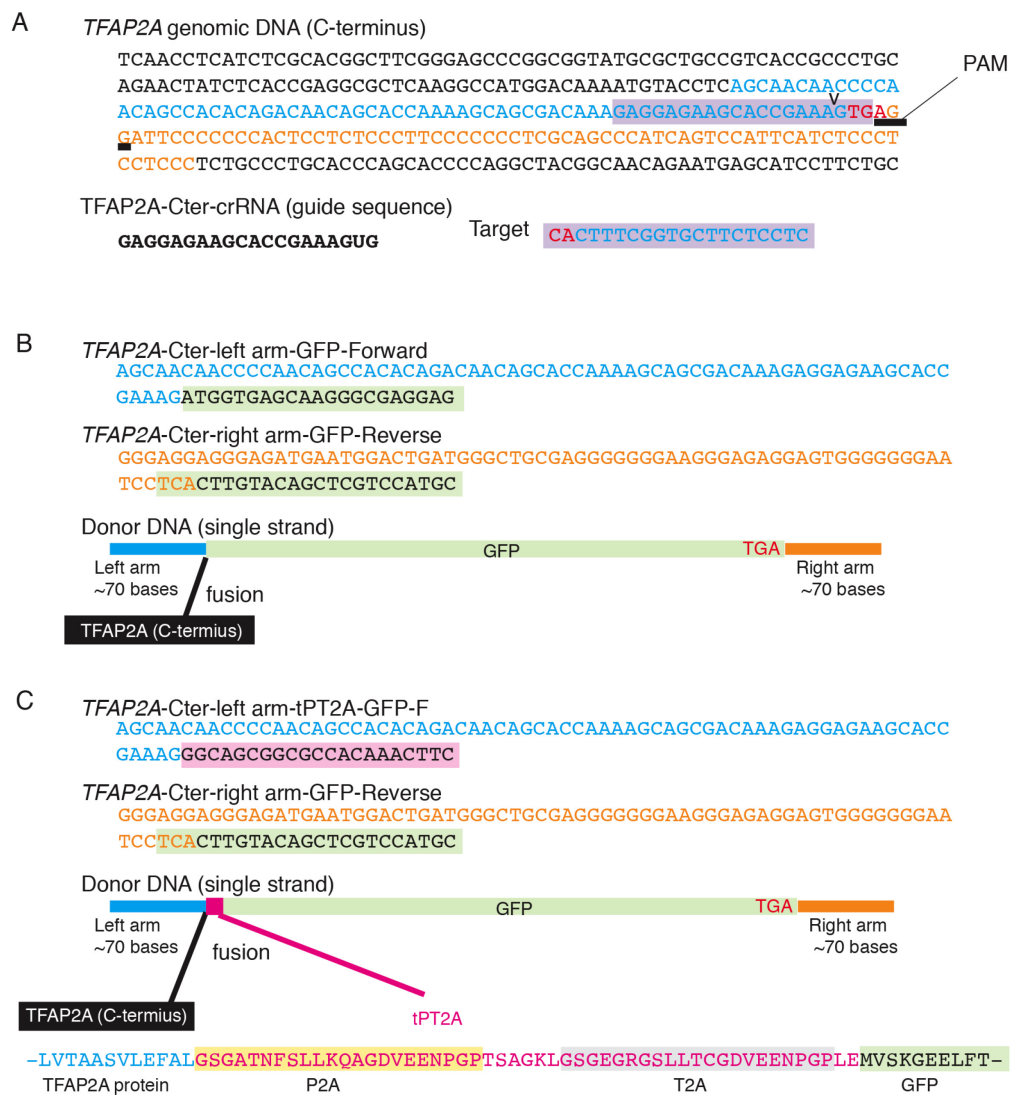 A
TFAP2A genomic DNA (C-terminus)
TCAACCTCATCTCGCACGGCTTCGGGAGCCCGGCGGTATGCGCTGCCGTCACCGCCCTGC
PAM
AGAACTATCTCACCGAGGCGCTCAAGGCCATGGACAAAATGTACCTCAGCAACAACCCCA
v
ACAGCCACACAGACAACAGCACCAAAAGCAGCGACAAAGAGGAGAAGCACCGAAAGTGAG
GATTCCCCCCCACTCCTCTCCCTTCCCCCCCTCGCAGCCCATCAGTCCATTCATCTCCCT
CCTCCCTCTGCCCTGCACCCAGCACCCCAGGCTACGGCAACAGAATGAGCATCCTTCTGC
TFAP2A-Cter-crRNA (guide sequence)
GAGGAGAAGCACCGAAAGUG
Target
CACTTTCGGTGCTTCTCCTC
B
TFAP2A-Cter-left arm-GFP-Forward
AGCAACAACCCCAACAGCCACACAGACAACAGCACCAAAAGCAGCGACAAAGAGGAGAAGCACC
GAAAGATGGTGAGCAAGGGCGAGGAG
TFAP2A-Cter-right arm-GFP-Reverse
GGGAGGAGGGAGATGAATGGACTGATGGGCTGCGAGGGGGGGAAGGGAGAGGAGTGGGGGGGAA
TCCTCACTTGTACAGCTCGTCCATGC
Donor DNA (single strand)
GFP
TGA
Left arm
~70 bases
Right arm
~70 bases
fusion
TFAP2A (C-termius)
C
TFAP2A-Cter-left arm-tPT2A-GFP-F
AGCAACAACCCCAACAGCCACACAGACAACAGCACCAAAAGCAGCGACAAAGAGGAGAAGCACC
GAAAGGGCAGCGGCGCCACAAACTTC
TFAP2A-Cter-right arm-GFP-Reverse
GGGAGGAGGGAGATGAATGGACTGATGGGCTGCGAGGGGGGGAAGGGAGAGGAGTGGGGGGGAA
TCCTCACTTGTACAGCTCGTCCATGC
Donor DNA (single strand)
GFP
TGA
Left arm
~70 bases
Right arm
~70 bases
fusion
TFAP2A (C-termius)
tPT2A
-LVTAASVLEFALGSGATNFSLLKQAGDVEENPGPTSAGKLGSGEGRGSLLTCGDVEENPGPLEMVSKGEELFT-
TFAP2A protein
P2A
T2A
GFP